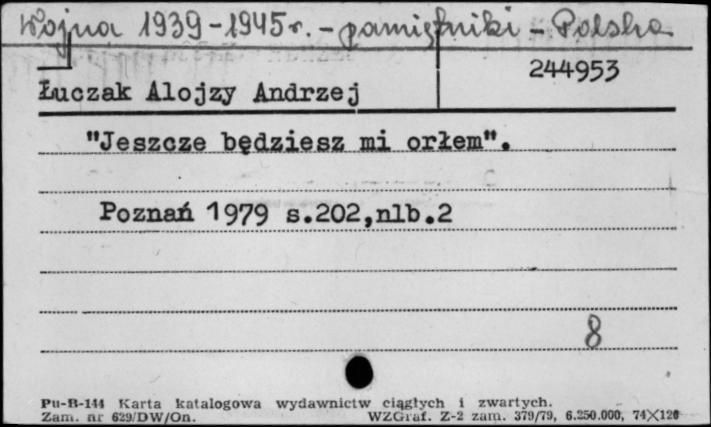 Wojna 1939-1945 r. - pamiętniki - Polska
244953
Łuczak Alojzy Andrzej
"Jeszcze będziesz mi orłem".
Poznań 1979 s.202,nlb.2
8
Pu-B-144 Karta katalogowa wydawnictw ciągłych i zwartych.
Zam. nr 629/DW/On. WZGraf. Z-2 zam. 379/79, 6.250.000, 74×126